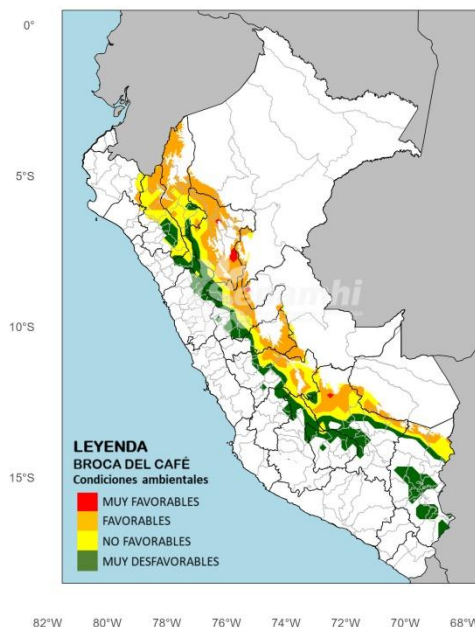 0°
5°S
10°S
15°S
senamhi
LEYENDA
BROCA DEL CAFÉ
Condiciones ambientales
MUY FAVORABLES
FAVORABLES
NO FAVORABLES
MUY DESFAVORABLES
82°W 80°W 78°W 76°W 74°W 72°W 70°W 68°W